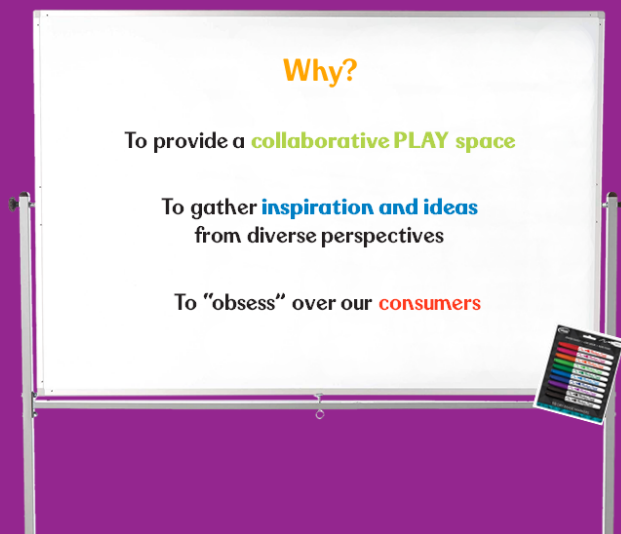 Why?
To provide a collaborative PLAY space
To gather inspiration and ideas
from diverse perspectives
To “obsess” over our consumers